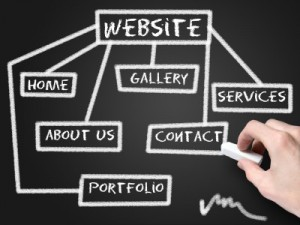 WEBSITE
HOME
GALLERY
SERVICES
ABOUT US
CONTACT
PORTFOLIO